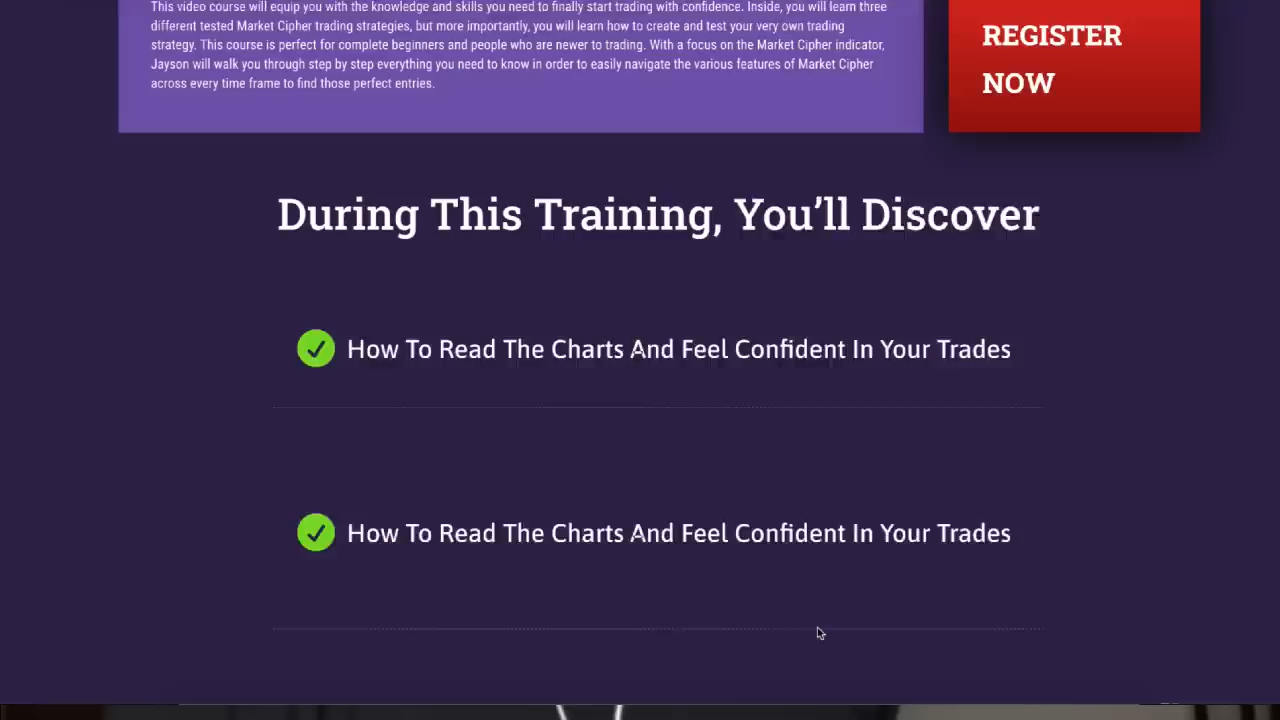 This video course will equip you with the knowledge and skills you need to finally start trading with confidence. Inside, you will learn three
different tested Market Cipher trading strategies, but more importantly, you will learn how to create and test your very own trading
strategy. This course is perfect for complete beginners and people who are newer to trading. With a focus on the Market Cipher indicator,
Jayson will walk you through step by step everything you need to know in order to easily navigate the various features of Market Cipher
across every time frame to find those perfect entries.
REGISTER
NOW
During This Training, You’ll Discover
How To Read The Charts And Feel Confident In Your Trades
How To Read The Charts And Feel Confident In Your Trades